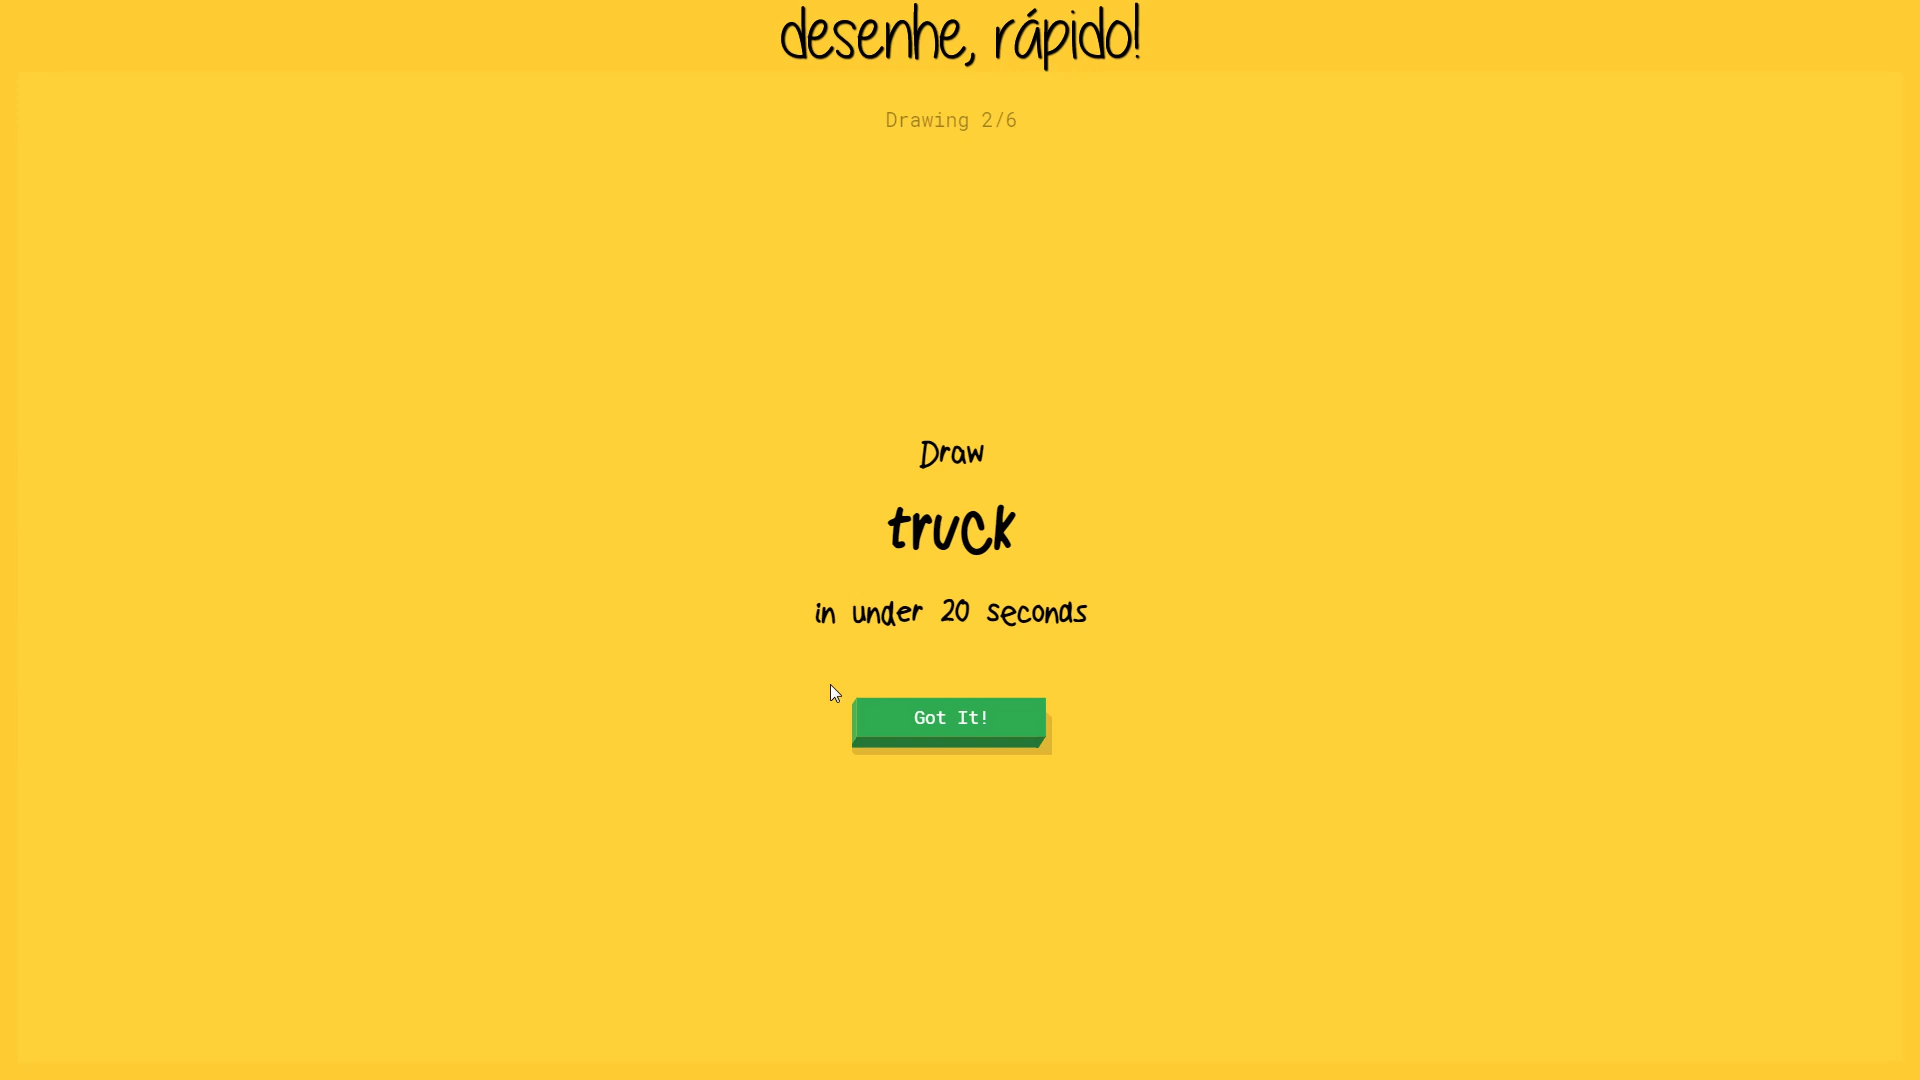 desenhe, rápido!
Drawing 2/6
Draw
truck
in under 20 seconds
Got It!